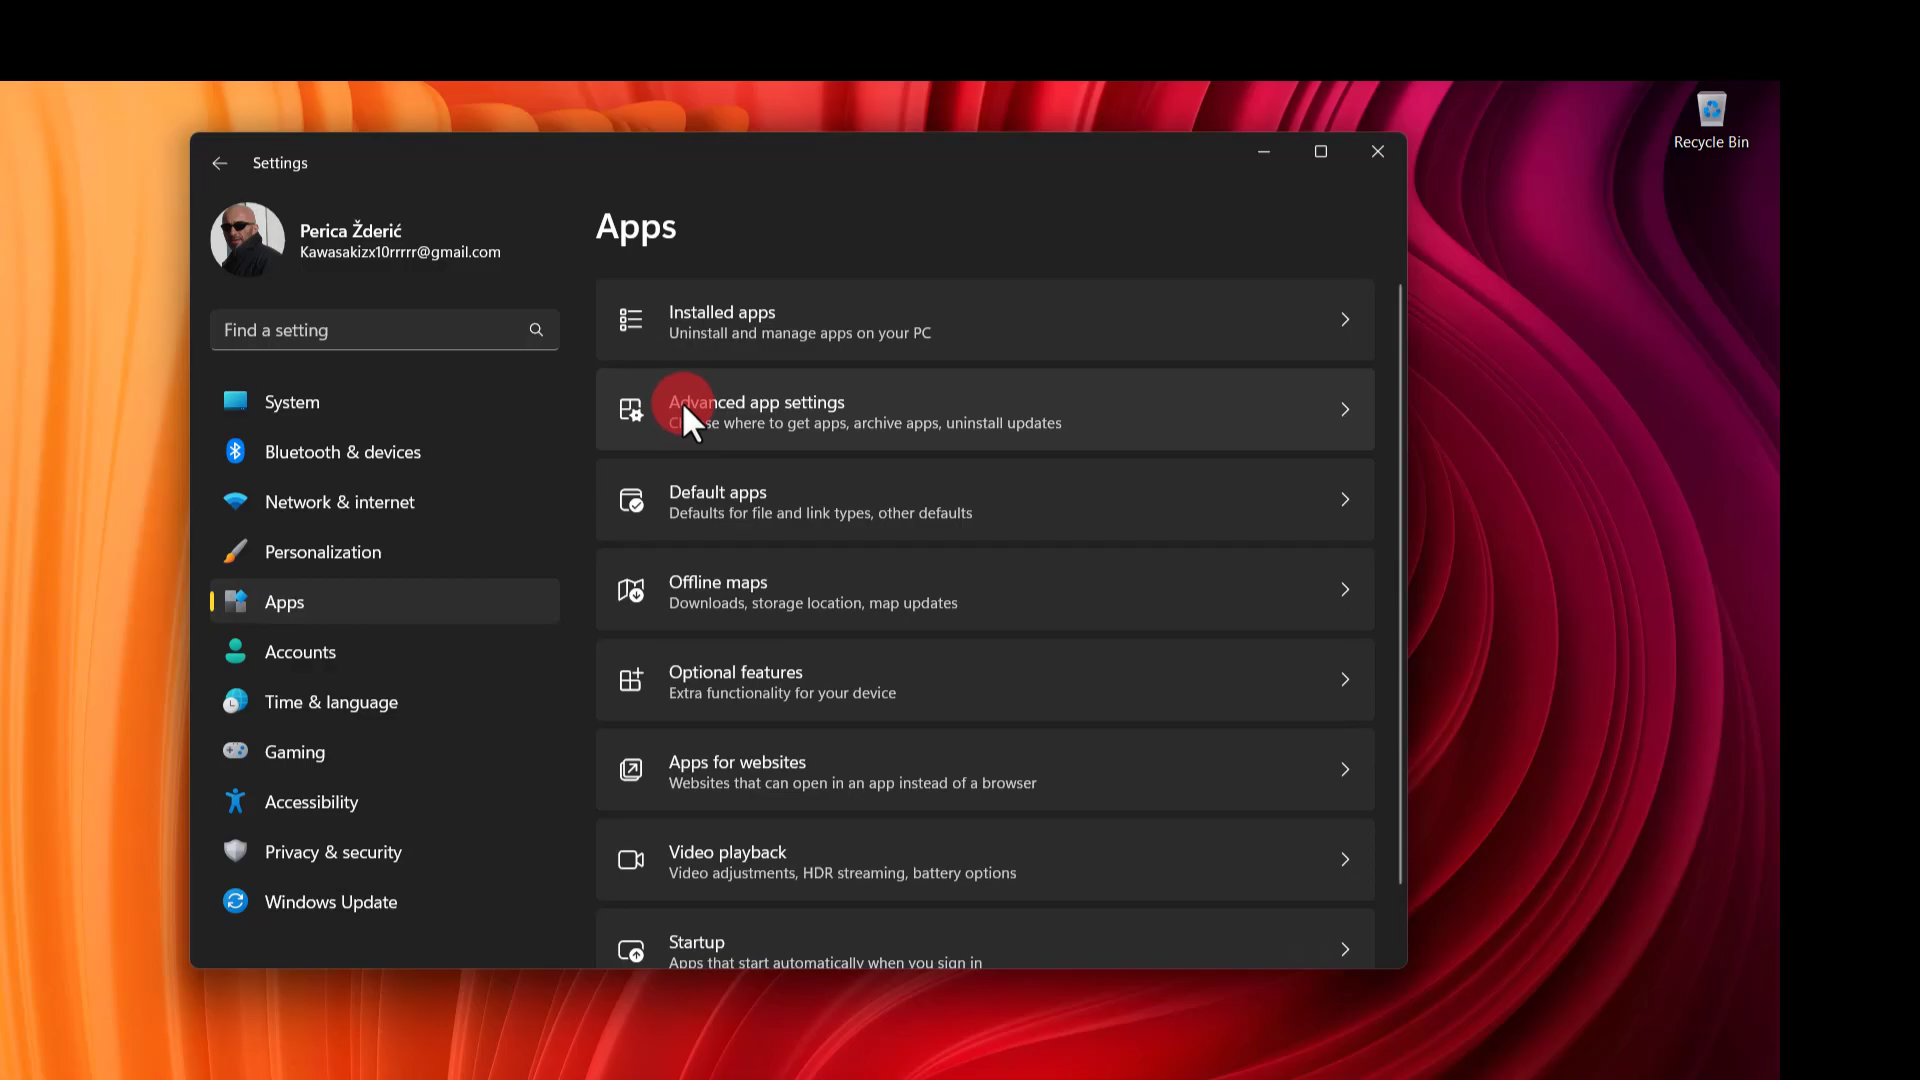 Recycle Bin
Settings
Perica Žderić
Kawasakizx10rrrrr@gmail.com
Find a setting
System
Bluetooth & devices
Network & internet
Personalization
Apps
Accounts
Time & language
Gaming
Accessibility
Privacy & security
Windows Update
Apps
Installed apps
Uninstall and manage apps on your PC
Advanced app settings
Choose where to get apps, archive apps, uninstall updates
Default apps
Defaults for file and link types, other defaults
Offline maps
Downloads, storage location, map updates
Optional features
Extra functionality for your device
Apps for websites
Websites that can open in an app instead of a browser
Video playback
Video adjustments, HDR streaming, battery options
Startup
Apps that start automatically when you sign in